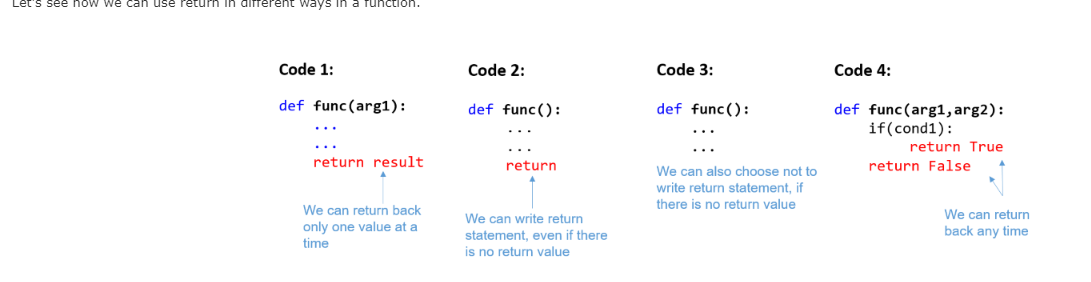 Let's see how we can use return in different ways in a function.
Code 1:
def func(arg1):
...
...
return result
We can return back
only one value at a
time
Code 2:
def func():
...
...
return
We can write return
statement, even if there
is no return value
Code 3:
def func():
...
...
We can also choose not to
write return statement, if
there is no return value
Code 4:
def func(arg1,arg2):
if(cond1):
return True
return False
We can return
back any time